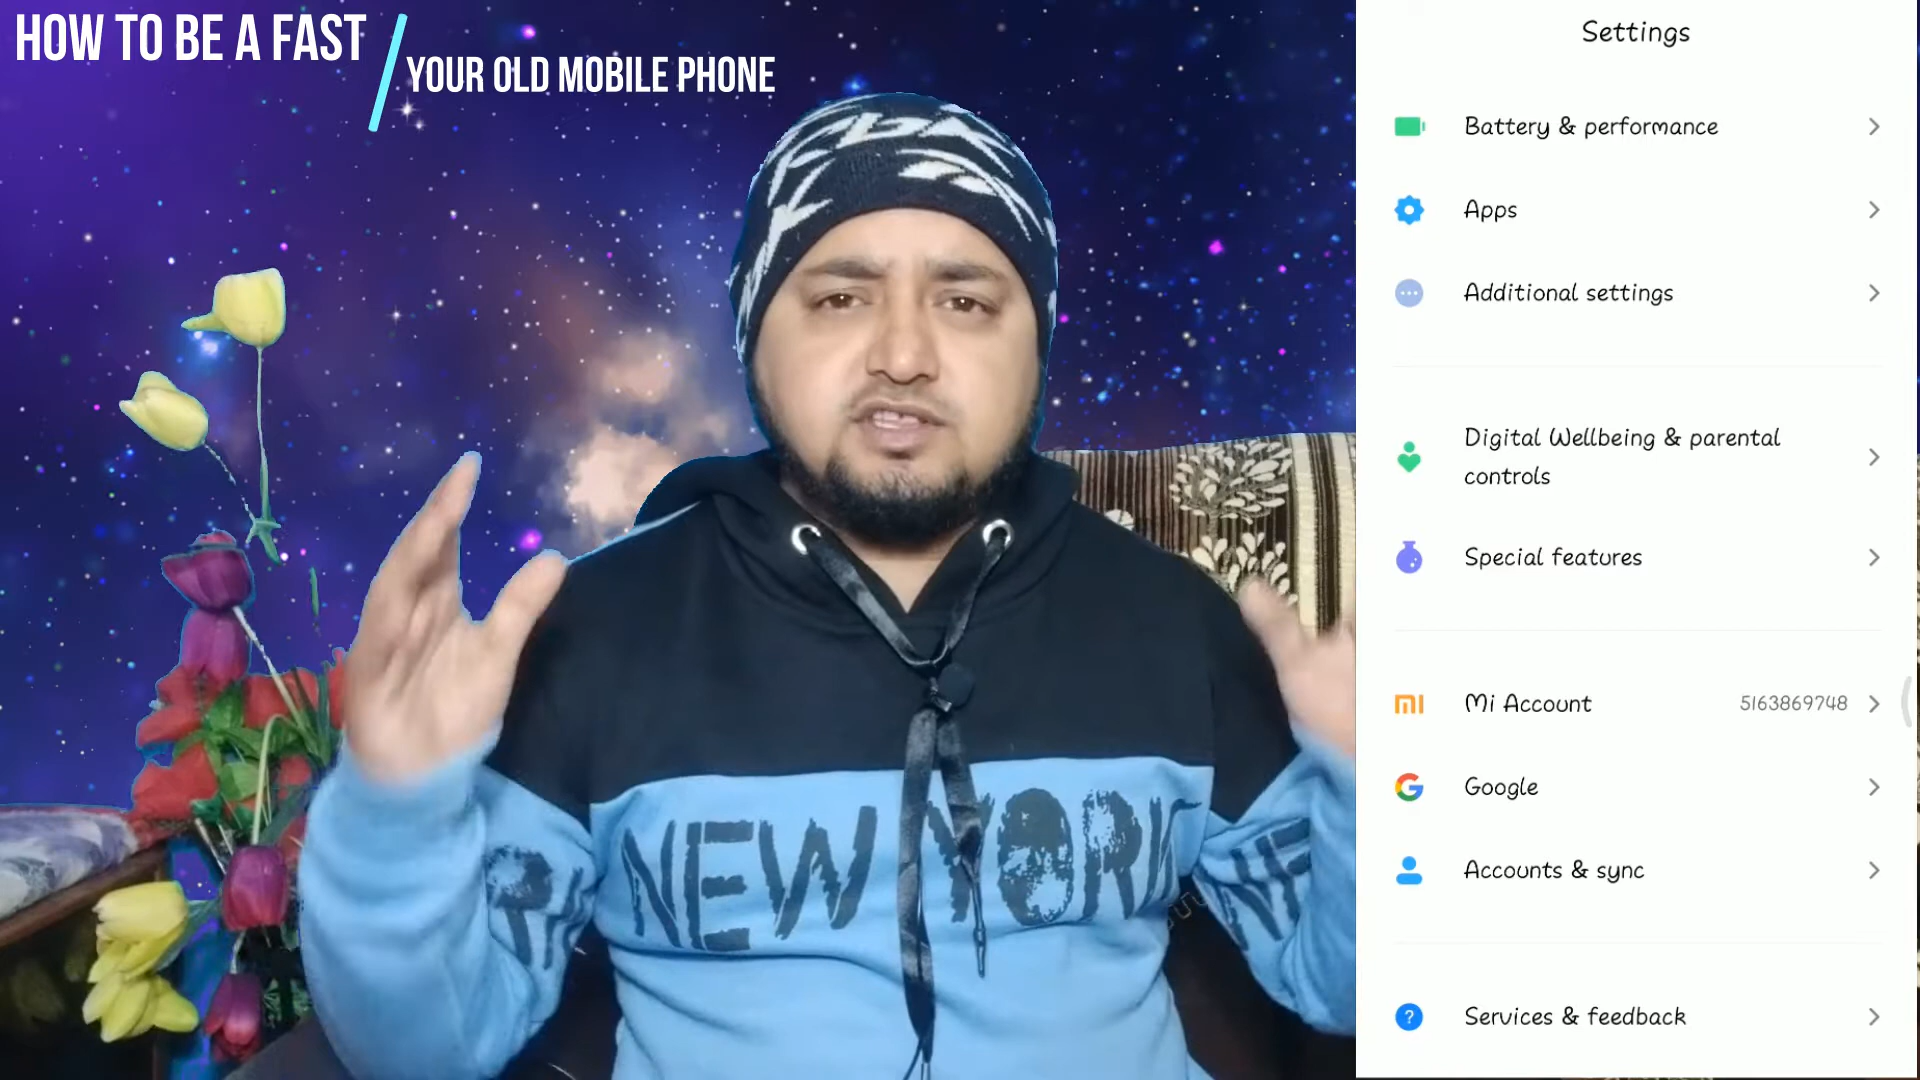 HOW TO BE A FAST
YOUR OLD MOBILE PHONE
Settings
Battery & performance
Apps
Additional settings
Digital Wellbeing & parental
controls
Special features
Mi Account 5163869748
Google
Accounts & sync
Services & feedback
NEW YORK